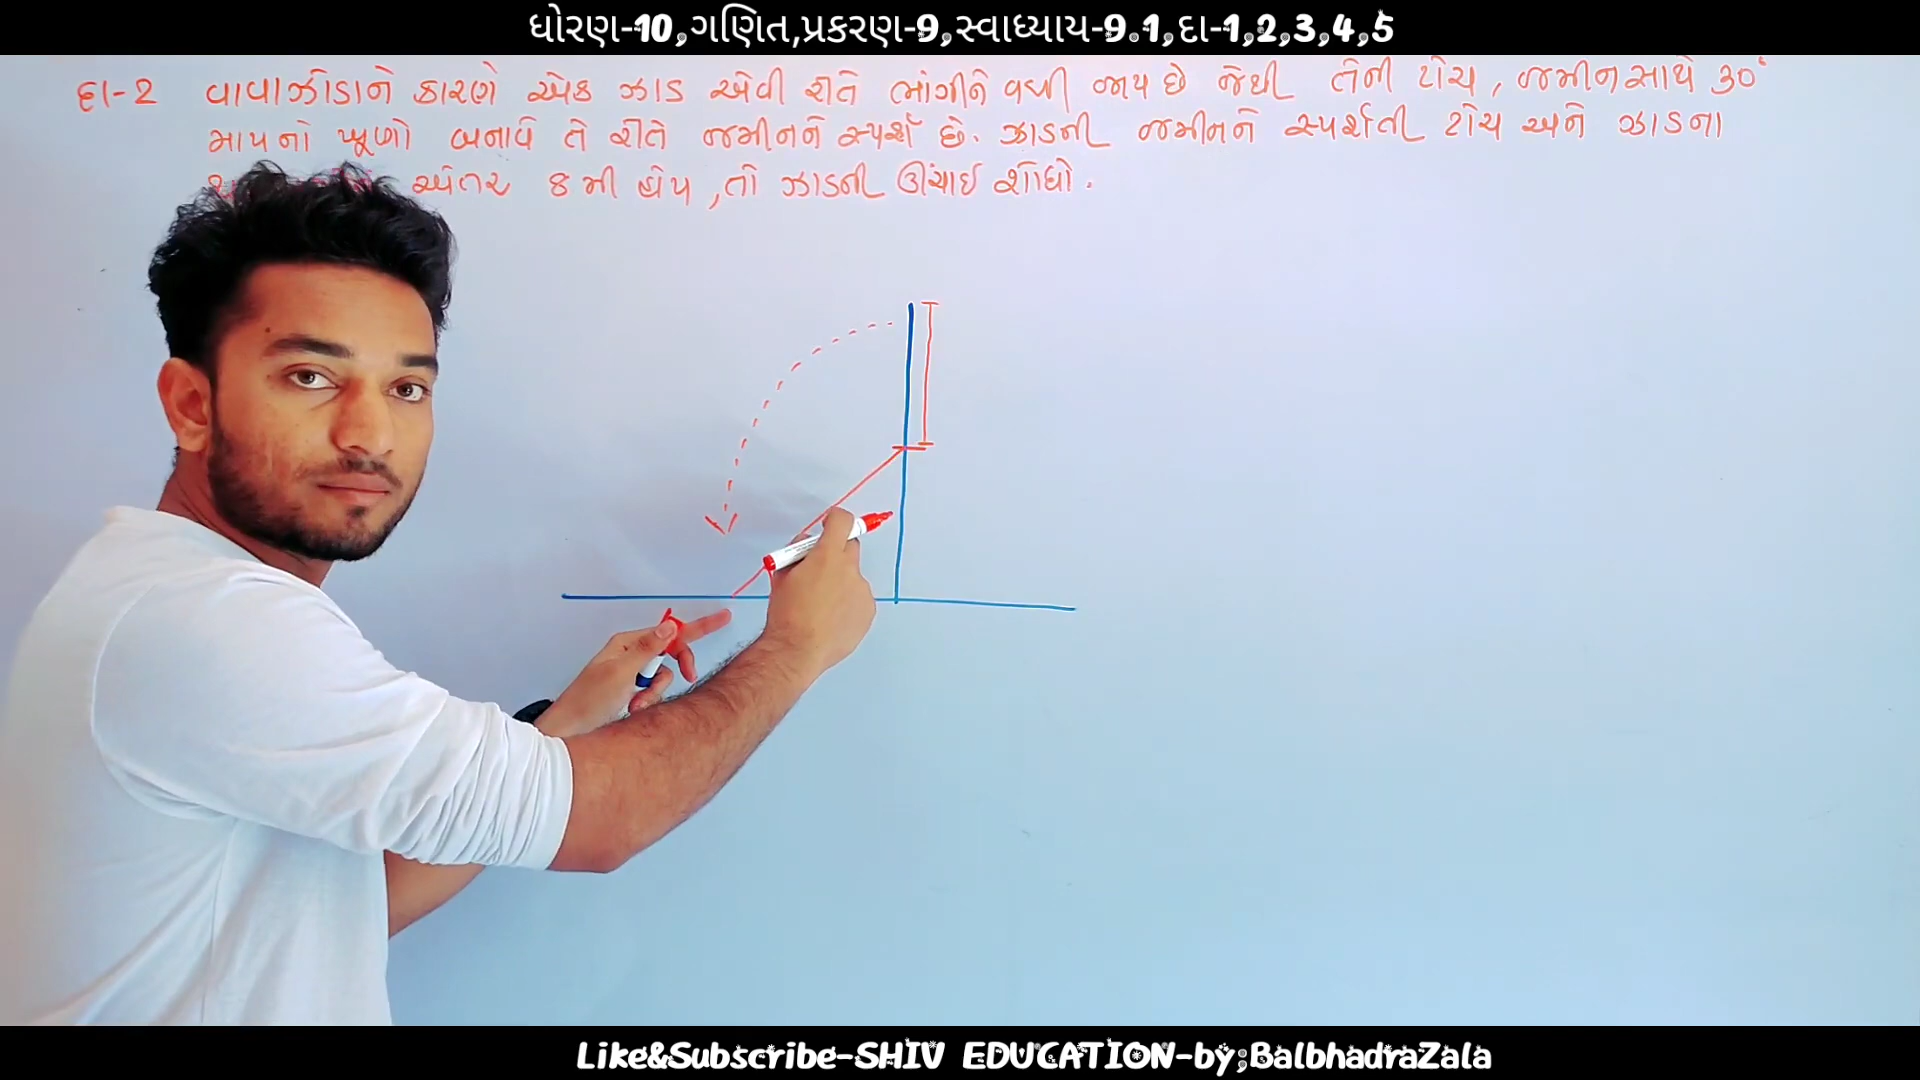 ધોરણ-10,ગણિત,પ્રકરણ-9,સ્વાધ્યાય-9.1,દા-1,2,3,4,5
દા-2 વાવાઝોડાને કારણે એક ઝાડ એવી રીતે ભાંગીને વળી જાય છે જેથી તેની ટોચ, જમીન સાથે 30°
માપનો ખૂણો બનાવે તે રીતે જમીનને સ્પર્શે છે. ઝાડની જમીનને સ્પર્શતી ટોચ અને ઝાડના
અંતર 8 મી હોય, તો ઝાડની ઊંચાઈ શોધો.
Like&Subscribe-SHIV EDUCATION-by;BalbhadraZala